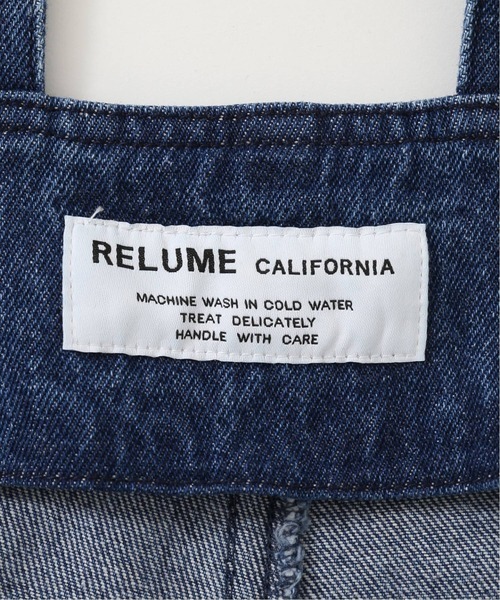 RELUME CALIFORNIA
MACHINE WASH IN COLD WATER
TREAT DELICATELY
HANDLE WITH CARE